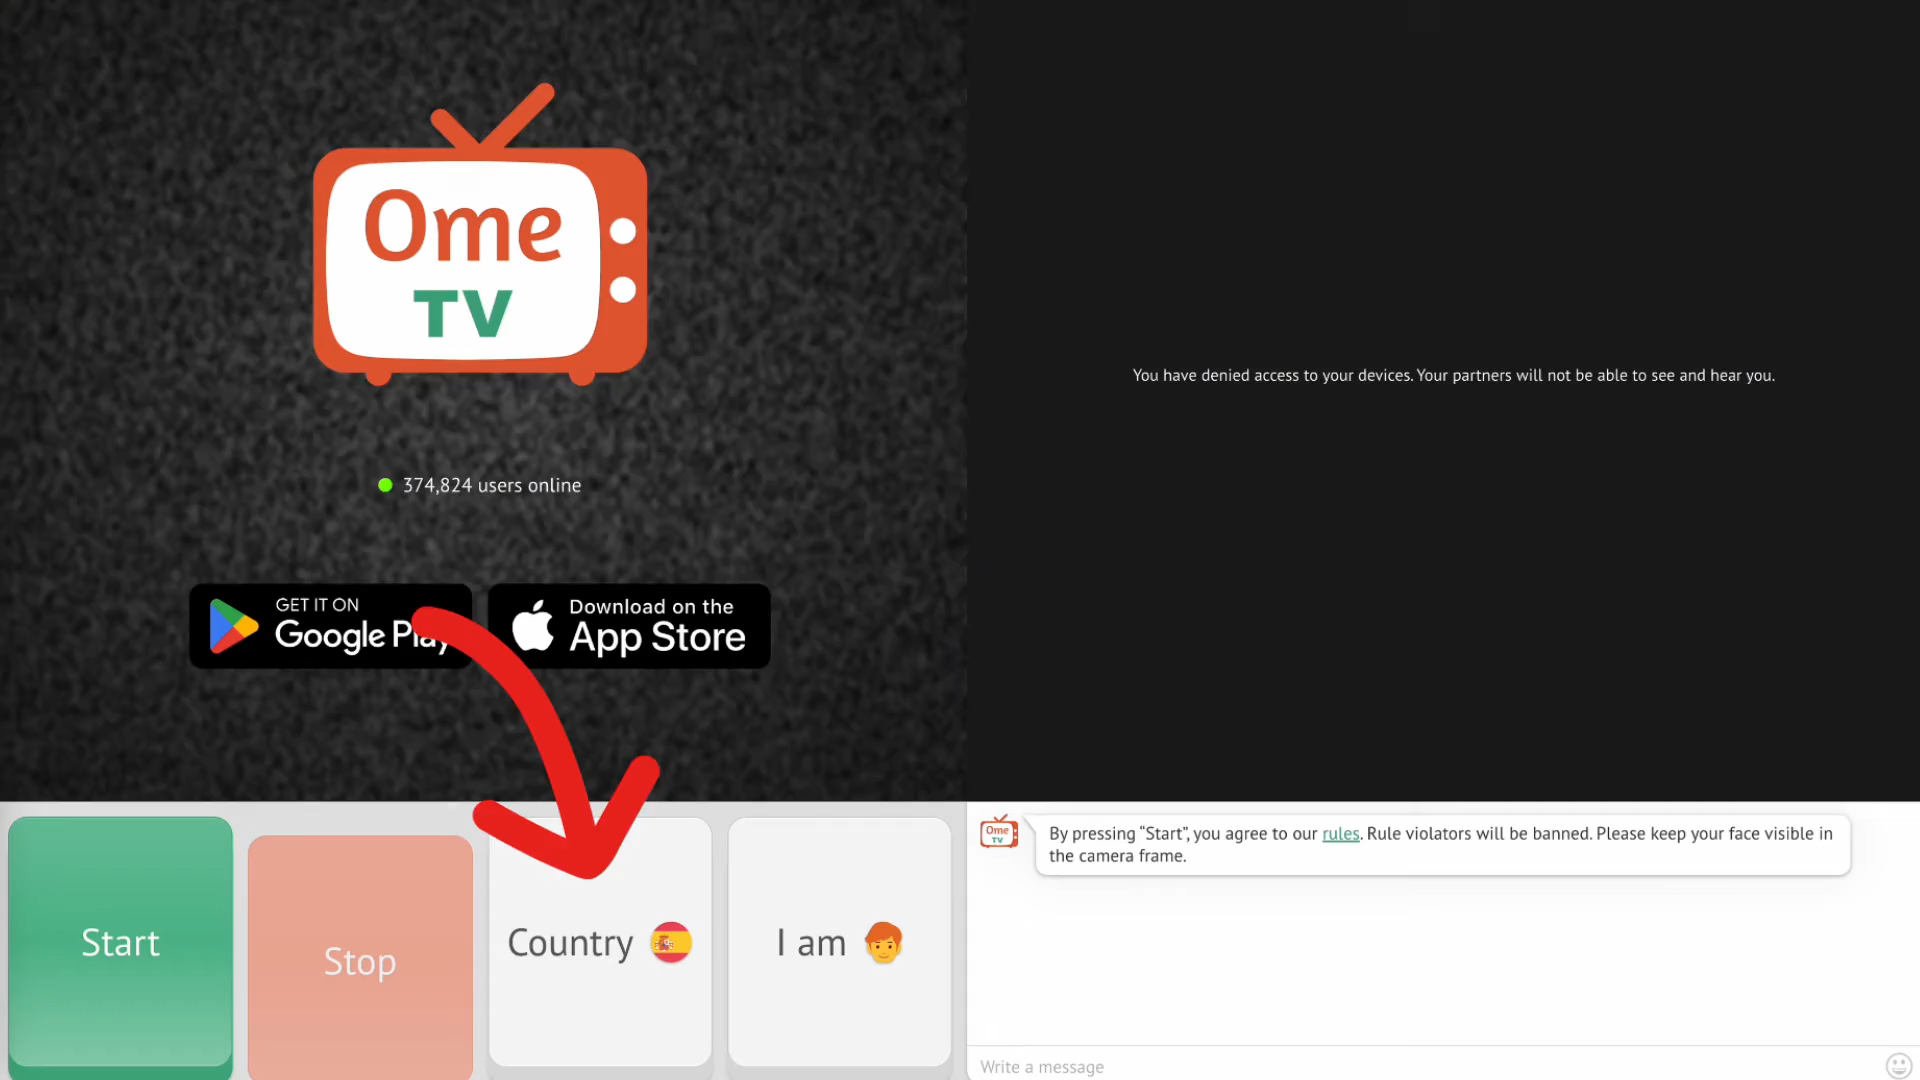 Ome
TV
374,824 users online
GET IT ON
Google Play
Download on the
App Store
You have denied access to your devices. Your partners will not be able to see and hear you.
Start
Stop
Country
I am
Ome
TV
By pressing “Start”, you agree to our rules. Rule violators will be banned. Please keep your face visible in
the camera frame.
Write a message